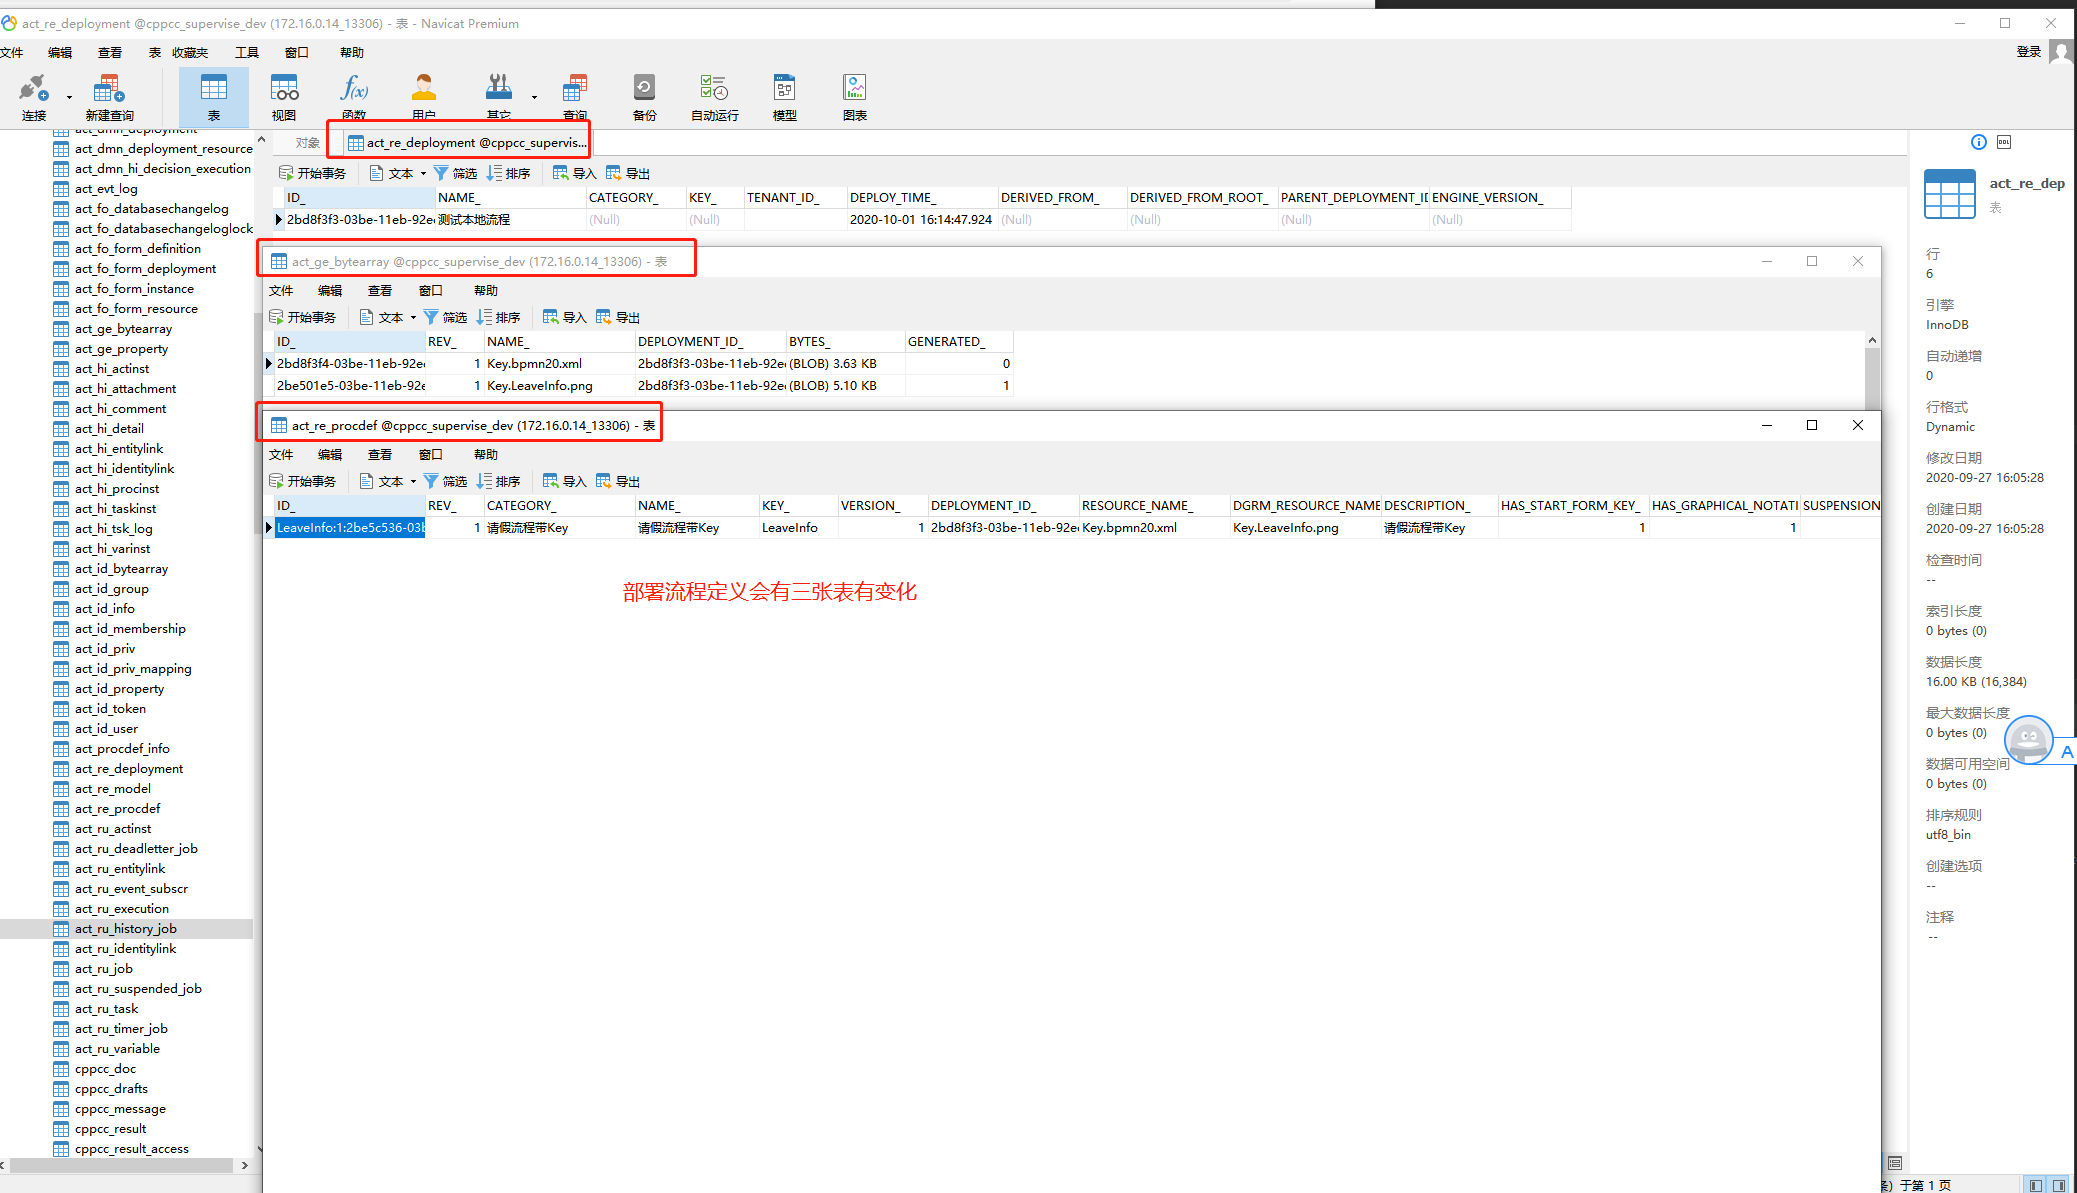 act_re_deployment @cppcc_supervise_dev (172.16.0.14_13306) - 表 - Navicat Premium
文件 编辑 查看 表 收藏夹 工具 窗口 帮助
登录
连接 新建查询 表 视图 函数 用户 其它 查询 备份 自动运行 模型 图表
act_dmn_deployment
act_dmn_deployment_resource
act_dmn_hi_decision_execution
act_evt_log
act_fo_databasechangelog
act_fo_databasechangeloglock
act_fo_form_definition
act_fo_form_deployment
act_fo_form_instance
act_fo_form_resource
act_ge_bytearray
act_ge_property
act_hi_actinst
act_hi_attachment
act_hi_comment
act_hi_detail
act_hi_entitylink
act_hi_identitylink
act_hi_procinst
act_hi_taskinst
act_hi_tsk_log
act_hi_varinst
act_id_bytearray
act_id_group
act_id_info
act_id_membership
act_id_priv
act_id_priv_mapping
act_id_property
act_id_token
act_id_user
act_procdef_info
act_re_deployment
act_re_model
act_re_procdef
act_ru_actinst
act_ru_deadletter_job
act_ru_entitylink
act_ru_event_subscr
act_ru_execution
act_ru_history_job
act_ru_identitylink
act_ru_job
act_ru_suspended_job
act_ru_task
act_ru_timer_job
act_ru_variable
cppcc_doc
cppcc_drafts
cppcc_message
cppcc_result
cppcc_result_access
对象 act_re_deployment @cppcc_supervis...
开始事务 文本 筛选 排序 导入 导出
ID_ NAME_ CATEGORY_ KEY_ TENANT_ID_ DEPLOY_TIME_ DERIVED_FROM_ DERIVED_FROM_ROOT_ PARENT_DEPLOYMENT_ID ENGINE_VERSION_
2bd8f3f3-03be-11eb-92e 测试本地流程 (Null) (Null) 2020-10-01 16:14:47.924 (Null) (Null) (Null) (Null)
act_ge_bytearray @cppcc_supervise_dev (172.16.0.14_13306) - 表
文件 编辑 查看 窗口 帮助
开始事务 文本 筛选 排序 导入 导出
ID_ REV_ NAME_ DEPLOYMENT_ID_ BYTES_ GENERATED_
2bd8f3f4-03be-11eb-92e 1 Key.bpmn20.xml 2bd8f3f3-03be-11eb-92e (BLOB) 3.63 KB 0
2be501e5-03be-11eb-92e 1 Key.LeaveInfo.png 2bd8f3f3-03be-11eb-92e (BLOB) 5.10 KB 1
act_re_procdef @cppcc_supervise_dev (172.16.0.14_13306) - 表
文件 编辑 查看 窗口 帮助
开始事务 文本 筛选 排序 导入 导出
ID_ REV_ CATEGORY_ NAME_ KEY_ VERSION_ DEPLOYMENT_ID_ RESOURCE_NAME_ DGRM_RESOURCE_NAME DESCRIPTION_ HAS_START_FORM_KEY_ HAS_GRAPHICAL_NOTATI SUSPENSION
LeaveInfo:1:2be5c536-03b 1 请假流程带Key 请假流程带Key LeaveInfo 1 2bd8f3f3-03be-11eb-92e Key.bpmn20.xml Key.LeaveInfo.png 请假流程带Key 1 1
部署流程定义会有三张表有变化
act_re_dep
表
行
6
引擎
InnoDB
自动递增
0
行格式
Dynamic
修改日期
2020-09-27 16:05:28
创建日期
2020-09-27 16:05:28
检查时间
--
索引长度
0 bytes (0)
数据长度
16.00 KB (16,384)
最大数据长度
0 bytes (0)
数据可用空间
0 bytes (0)
排序规则
utf8_bin
创建选项
--
注释
--
A
条) 于第 1 页